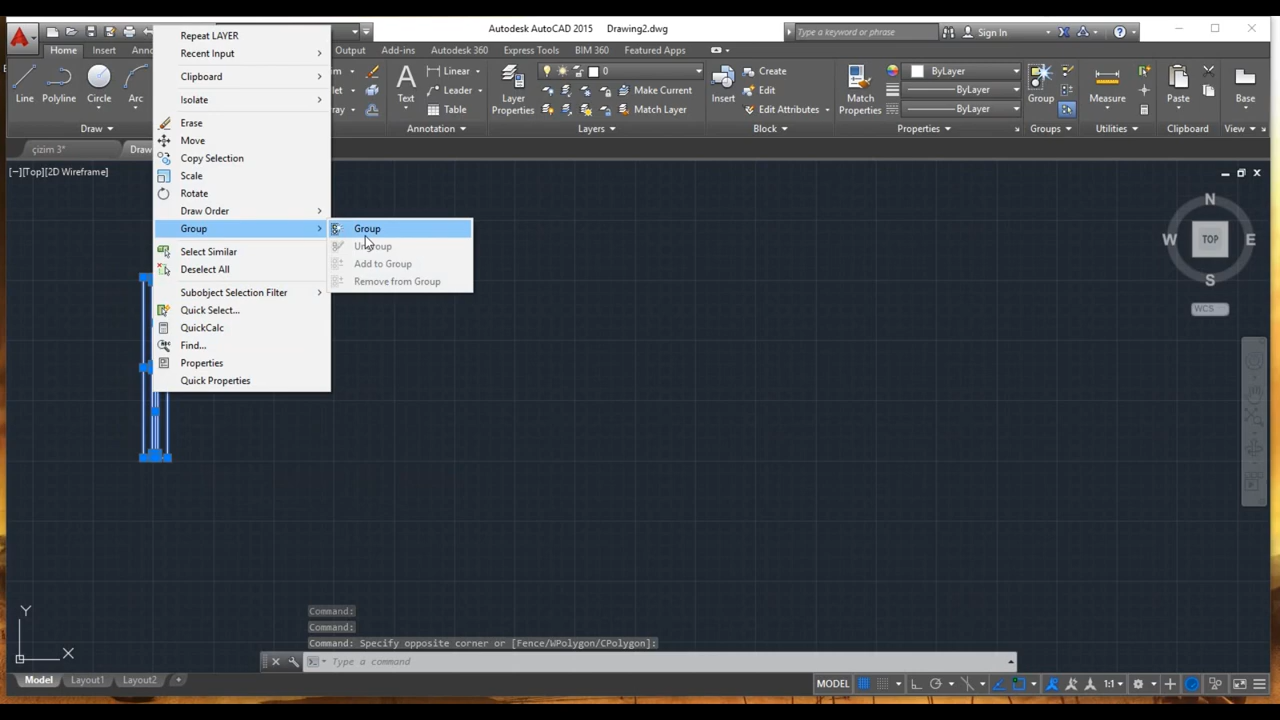 Autodesk AutoCAD 2015 Drawing2.dwg
Type a keyword or phrase
Sign In
Home Insert Output Add-ins Autodesk 360 Express Tools BIM 360 Featured Apps
Line
Polyline
Circle
Arc
Draw
Text
Linear
Leader
Table
Annotation
Layer
Properties
0
Make Current
Match Layer
Layers
Insert
Create
Edit
Edit Attributes
Block
Match
Properties
ByLayer
ByLayer
ByLayer
Properties
Group
Groups
Measure
Utilities
Paste
Clipboard
Base
View
çizim 3*
[−][Top][2D Wireframe]
Repeat LAYER
Recent Input
Clipboard
Isolate
Erase
Move
Copy Selection
Scale
Rotate
Draw Order
Group
Select Similar
Deselect All
Subobject Selection Filter
Quick Select...
QuickCalc
Find...
Properties
Quick Properties
Group
Ungroup
Add to Group
Remove from Group
N
W TOP E
S
WCS
Y
X
Command:
Command:
Command: Specify opposite corner or [Fence/WPolygon/CPolygon]:
Type a command
Model Layout1 Layout2 +
MODEL 1:1